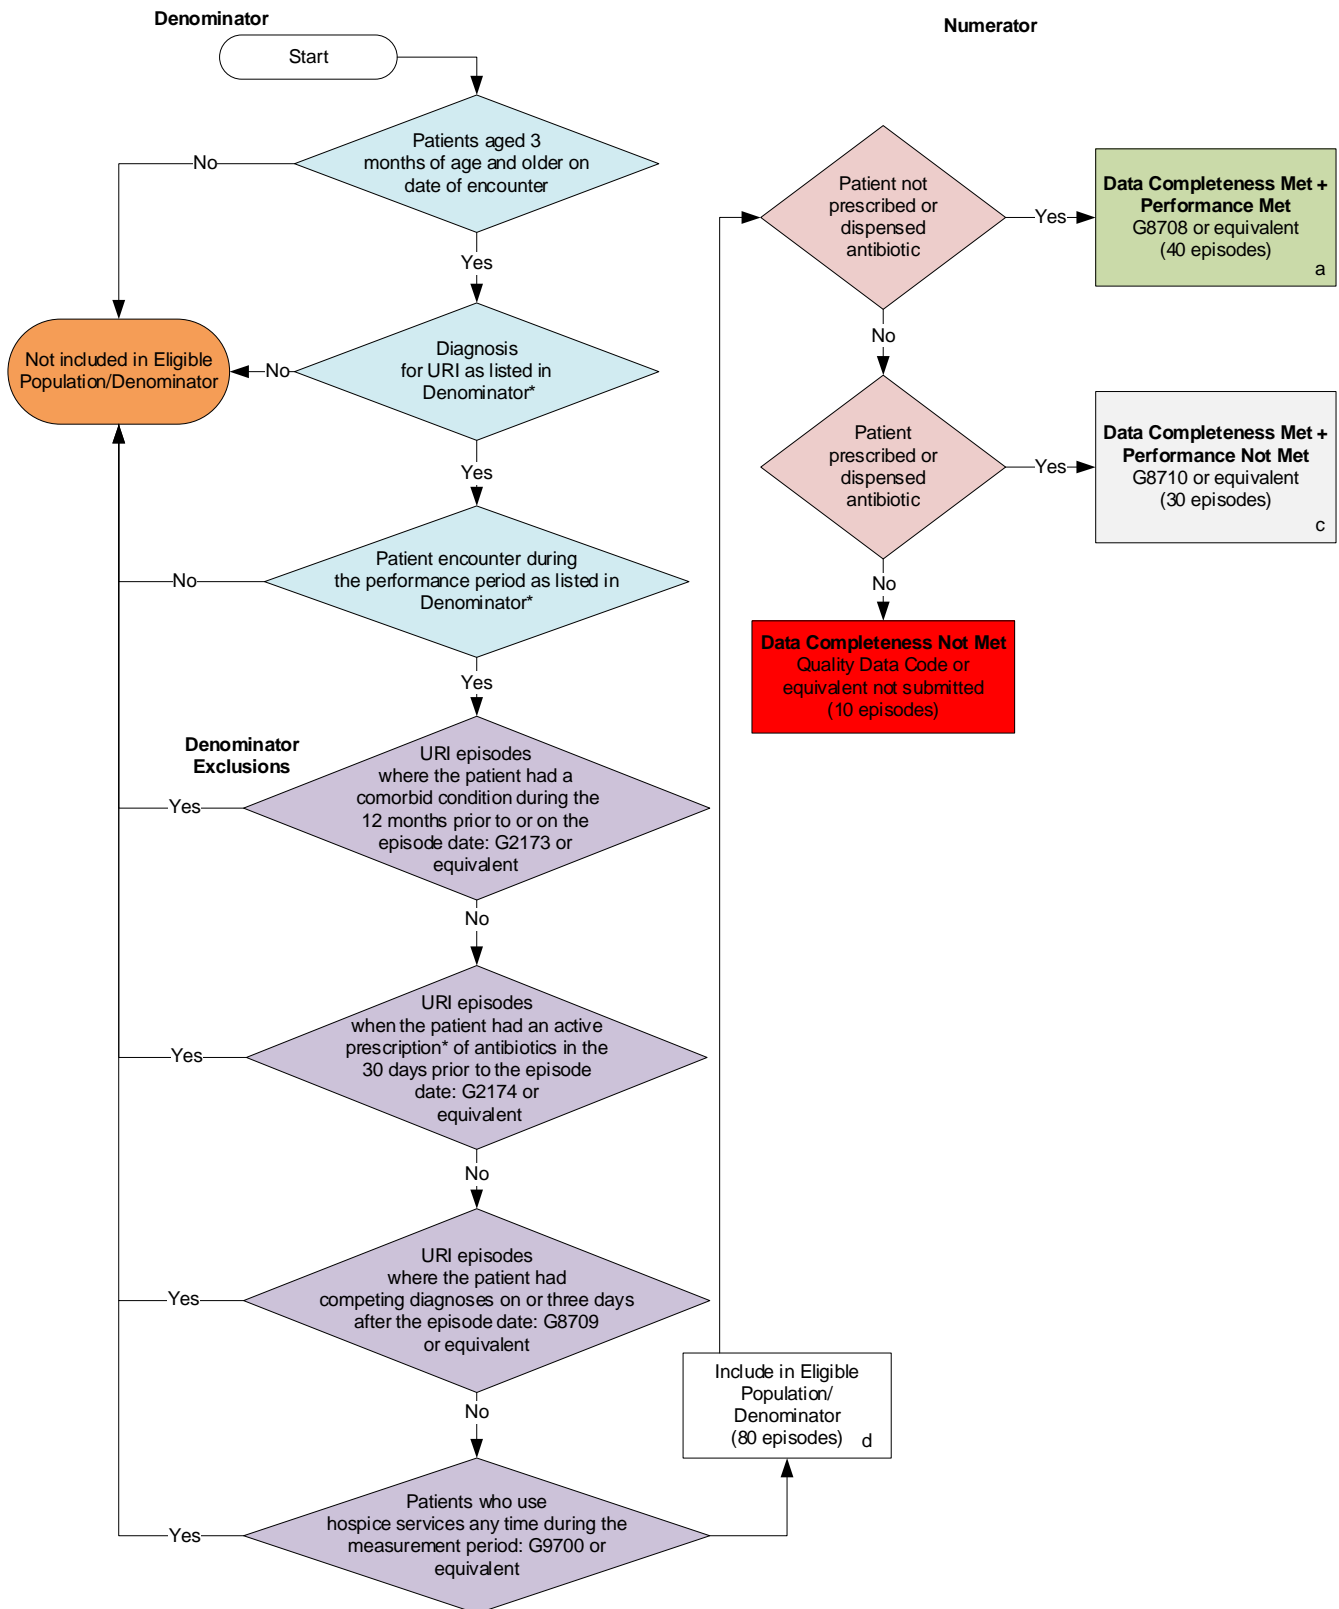 Denominator
Start
Patients aged 3
months of age and older on
date of encounter
No
Yes
Not included in Eligible
Population/Denominator
No
Diagnosis
for URI as listed in
Denominator*
Yes
No
Patient encounter during
the performance period as listed in
Denominator*
Yes
Denominator
Exclusions
Yes
URI episodes
where the patient had a
comorbid condition during the
12 months prior to or on the
episode date: G2173 or
equivalent
No
Yes
URI episodes
when the patient had an active
prescription* of antibiotics in the
30 days prior to the episode
date: G2174 or
equivalent
No
Yes
URI episodes
where the patient had
competing diagnoses on or three days
after the episode date: G8709
or equivalent
No
Yes
Patients who use
hospice services any time during the
measurement period: G9700 or
equivalent
Include in Eligible
Population/
Denominator
(80 episodes) d
Numerator
Patient not
prescribed or
dispensed
antibiotic
Yes
Data Completeness Met +
Performance Met
G8708 or equivalent
(40 episodes)
a
No
Patient
prescribed or
dispensed
antibiotic
Yes
Data Completeness Met +
Performance Not Met
G8710 or equivalent
(30 episodes)
c
No
Data Completeness Not Met
Quality Data Code or
equivalent not submitted
(10 episodes)